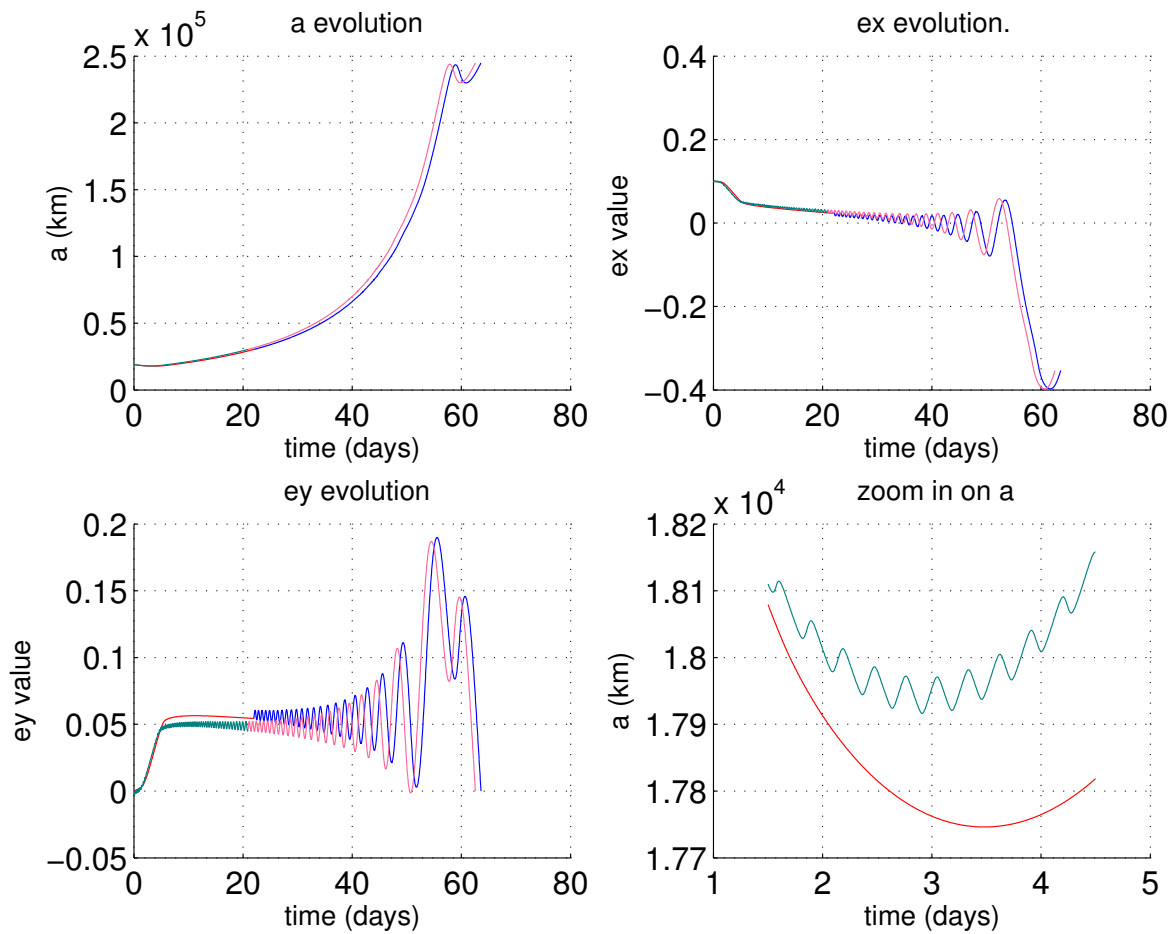 a evolution
x 10^5
2.5
2
1.5
1
0.5
0
0 20 40 60 80
a (km)
time (days)
ex evolution.
0.4
0.2
0
−0.2
−0.4
0 20 40 60 80
ex value
time (days)
ey evolution
0.2
0.15
0.1
0.05
0
−0.05
0 20 40 60 80
ey value
time (days)
zoom in on a
x 10^4
1.82
1.81
1.8
1.79
1.78
1.77
1 2 3 4 5
a (km)
time (days)